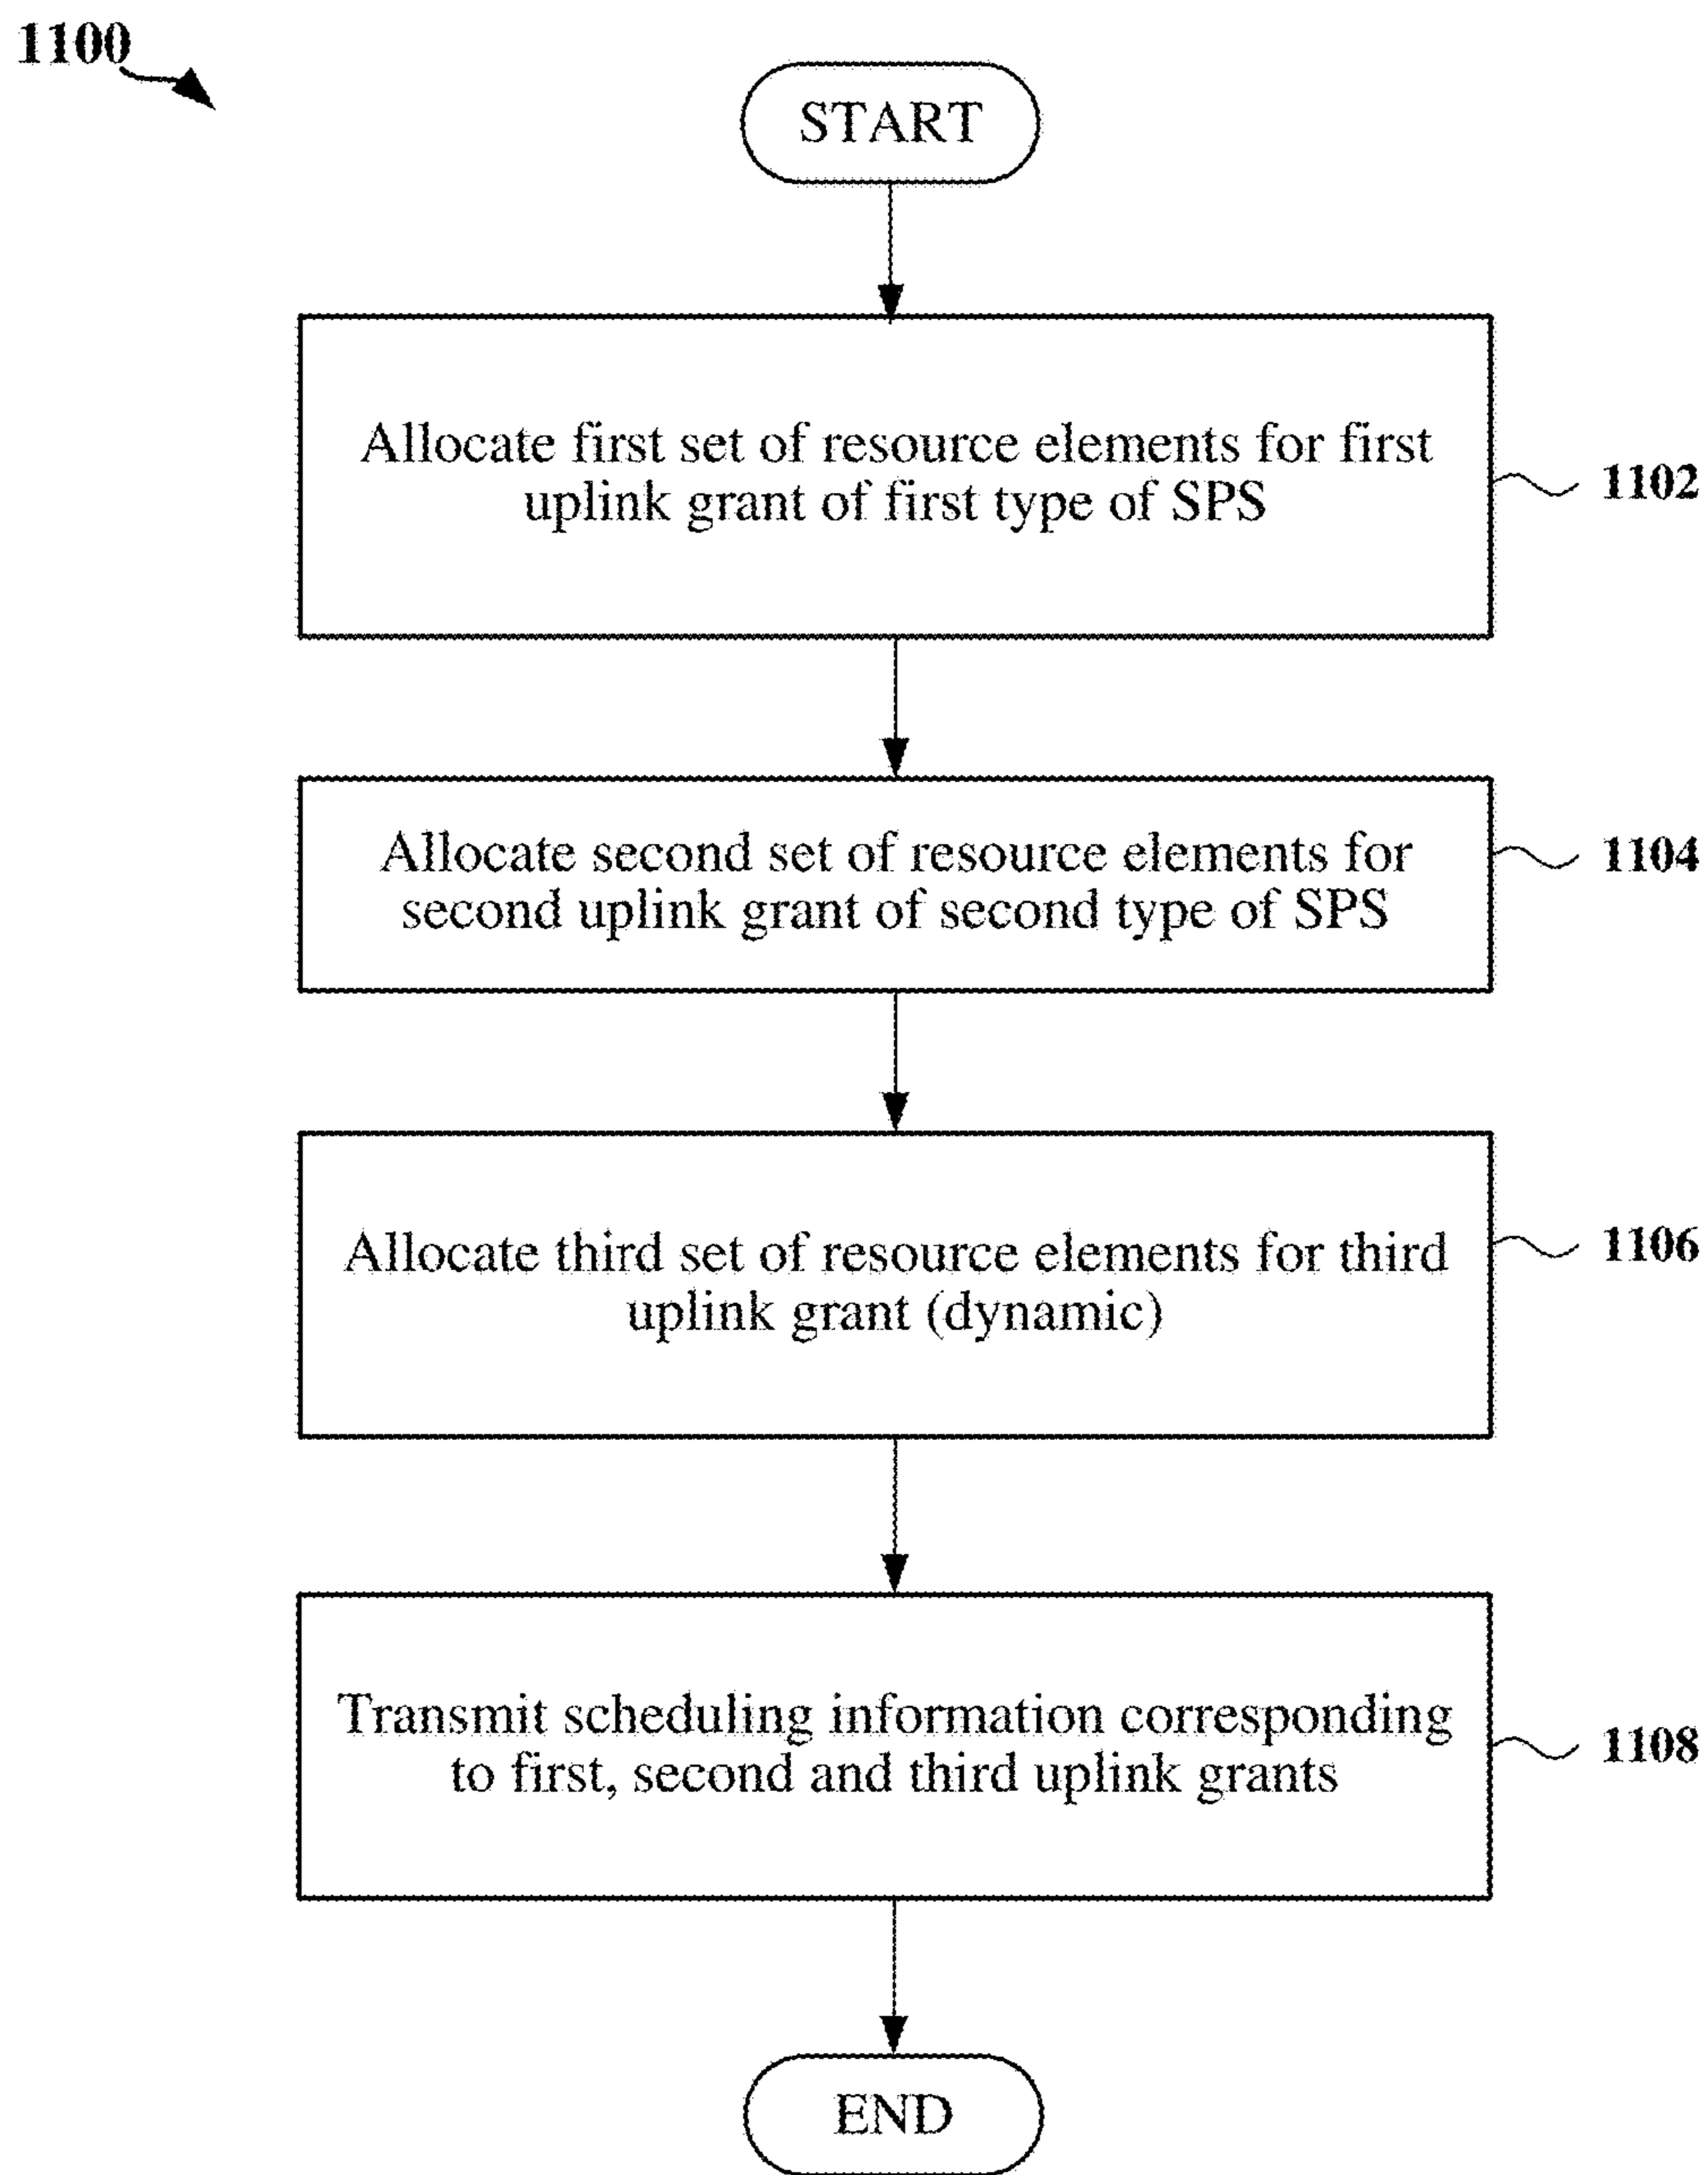 1100
START
Allocate first set of resource elements for first
uplink grant of first type of SPS
1102
Allocate second set of resource elements for
second uplink grant of second type of SPS
1104
Allocate third set of resource elements for third
uplink grant (dynamic)
1106
Transmit scheduling information corresponding
to first, second and third uplink grants
1108
END